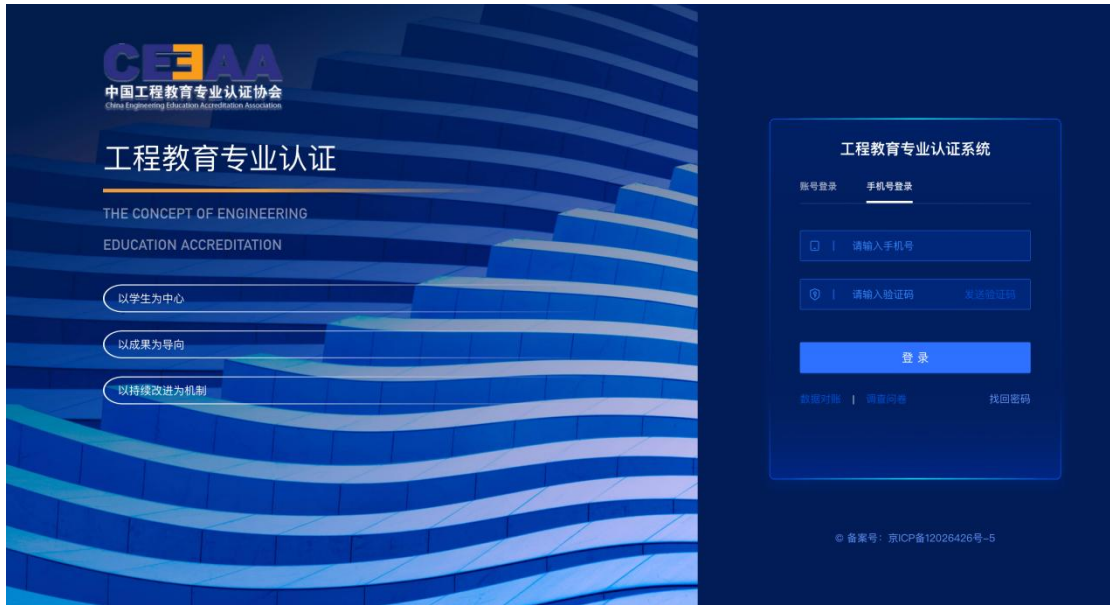 CEEAA
中国工程教育专业认证协会
China Engineering Education Accreditation Association
工程教育专业认证
THE CONCEPT OF ENGINEERING
EDUCATION ACCREDITATION
以学生为中心
以成果为导向
以持续改进为机制
工程教育专业认证系统
账号登录 手机号登录
请输入手机号
请输入验证码 发送验证码
登录
数据对账 | 调查问卷 找回密码
© 备案号：京ICP备12026426号-5